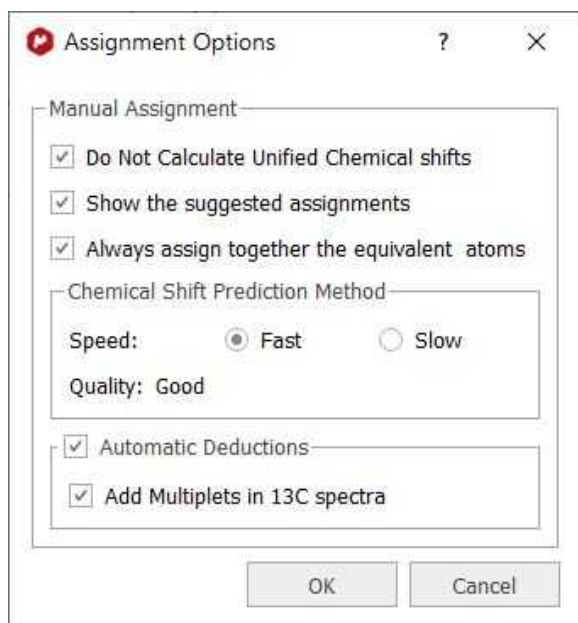 Assignment Options ?
Manual Assignment
Do Not Calculate Unified Chemical shifts
Show the suggested assignments
Always assign together the equivalent atoms
Chemical Shift Prediction Method
Speed: Fast Slow
Quality: Good
Automatic Deductions
Add Multiplets in 13C spectra
OK Cancel